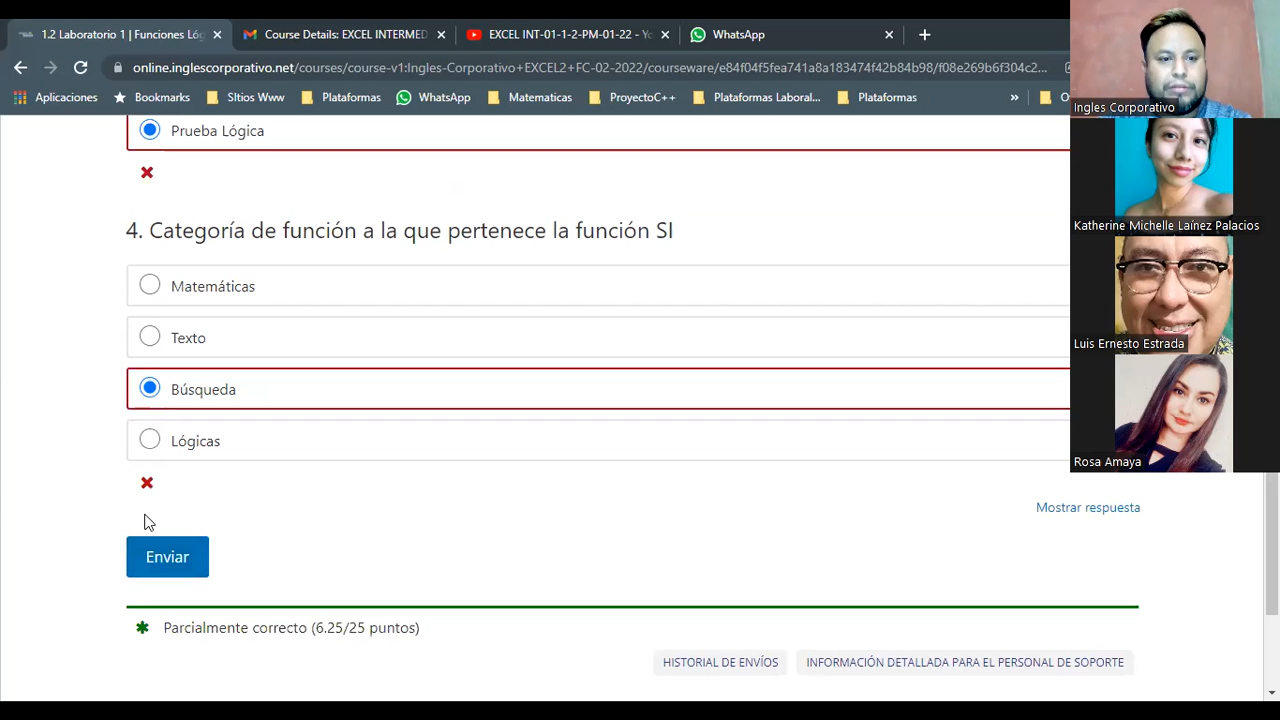 1.2 Laboratorio 1 | Funciones Lóg
Course Details: EXCEL INTERMED
EXCEL INT-01-1-2-PM-01-22 - Yo
WhatsApp
online.inglescorporativo.net/courses/course-v1:Ingles-Corporativo+EXCEL2+FC-02-2022/courseware/e84f04f5fea741a8a183474f42b84b98/f08e269b6f304c2...
Aplicaciones
Bookmarks
SItios Www
Plataformas
WhatsApp
Matematicas
ProyectoC++
Plataformas Laboral...
Plataformas
»
O
Ingles Corporativo
Prueba Lógica
Katherine Michelle Laínez Palacios
4. Categoría de función a la que pertenece la función SI
Matemáticas
Texto
Luis Ernesto Estrada
Búsqueda
Lógicas
Rosa Amaya
Mostrar respuesta
Enviar
Parcialmente correcto (6.25/25 puntos)
HISTORIAL DE ENVÍOS
INFORMACIÓN DETALLADA PARA EL PERSONAL DE SOPORTE